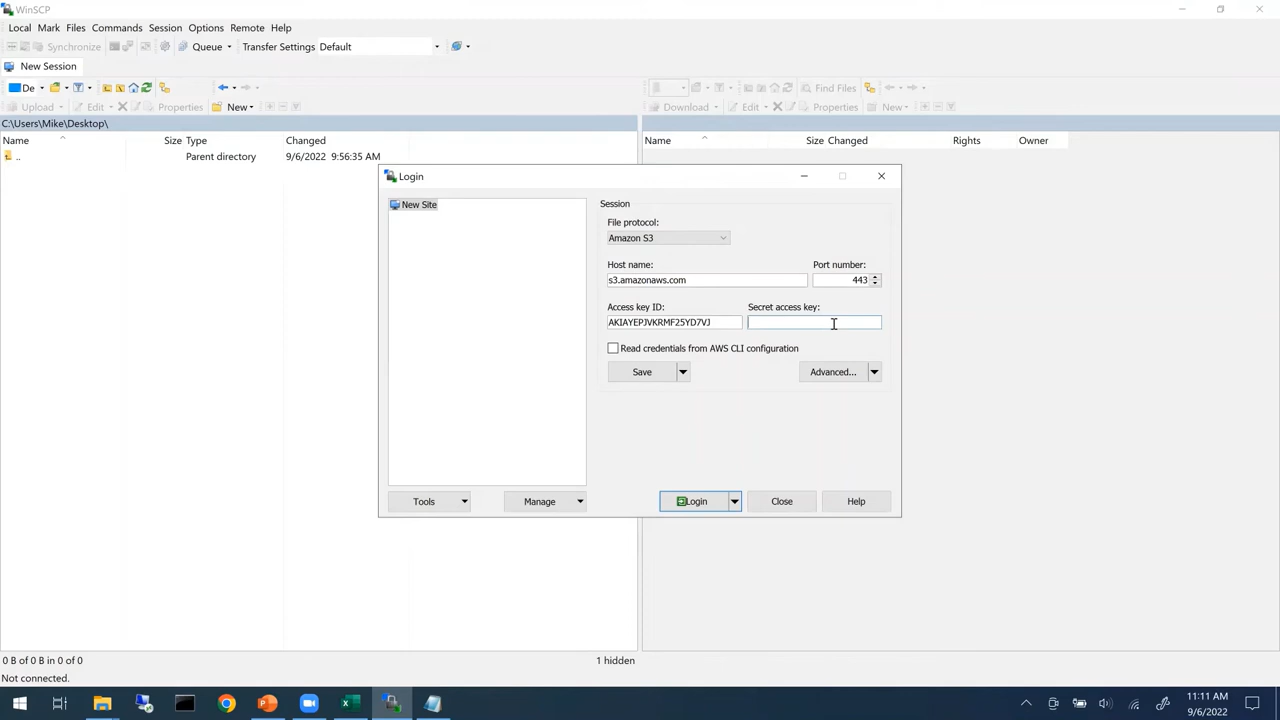 WinSCP
Local Mark Files Commands Session Options Remote Help
Synchronize Queue Transfer Settings Default
New Session
De Find Files
Upload Edit Properties New Download Edit Properties New
C:\Users\Mike\Desktop\
Name Size Type Changed Name Size Changed Rights Owner
.. Parent directory 9/6/2022 9:56:35 AM
Login
New Site
Session
File protocol:
Amazon S3
Host name: Port number:
s3.amazonaws.com 443
Access key ID: Secret access key:
AKIAYEPJVKRMF25YD7VJ
Read credentials from AWS CLI configuration
Save Advanced...
Tools Manage Login Close Help
0 B of 0 B in 0 of 0 1 hidden
Not connected.
11:11 AM
9/6/2022